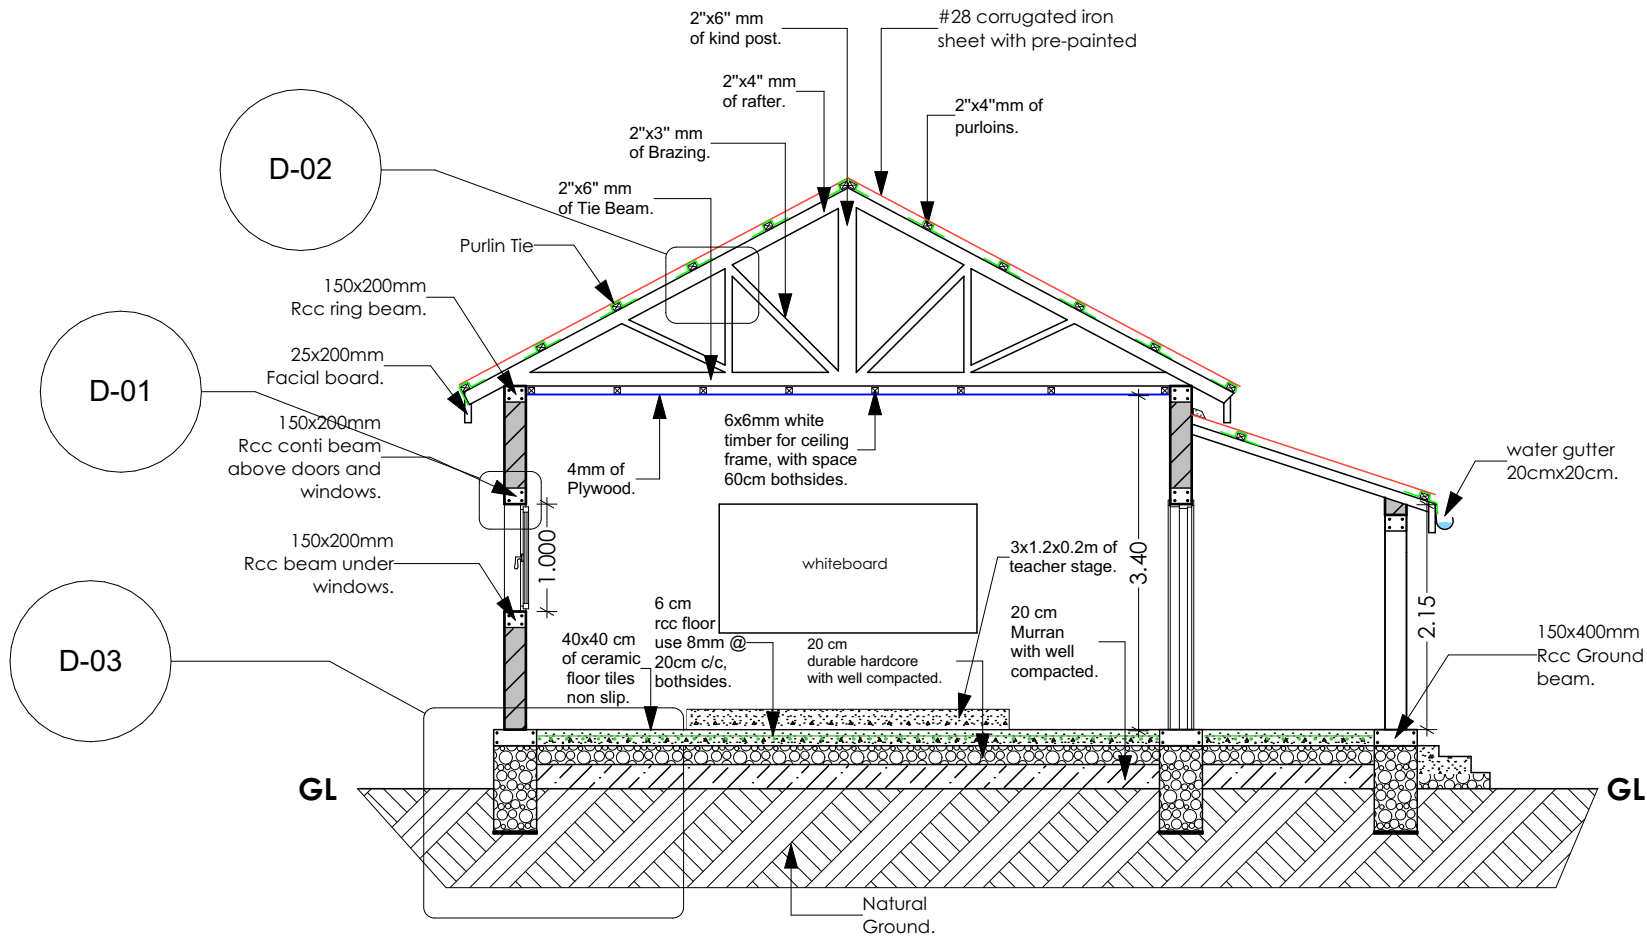 2"x6" mm
of kind post.
#28 corrugated iron
sheet with pre-painted
2"x4" mm
of rafter.
2"x4"mm of
purloins.
2"x3" mm
of Brazing.
D-02
2"x6" mm
of Tie Beam.
Purlin Tie
150x200mm
Rcc ring beam.
25x200mm
Facial board.
D-01
150x200mm
Rcc conti beam
above doors and
windows.
4mm of
Plywood.
6x6mm white
timber for ceiling
frame, with space
60cm bothsides.
water gutter
20cmx20cm.
150x200mm
Rcc beam under
windows.
1.000
whiteboard
3x1.2x0.2m of
teacher stage.
3.40
2.15
D-03
40x40 cm
of ceramic
floor tiles
non slip.
6 cm
rcc floor
use 8mm @
20cm c/c,
bothsides.
20 cm
durable hardcore
with well compacted.
20 cm
Murran
with well
compacted.
150x400mm
Rcc Ground
beam.
GL
GL
Natural
Ground.